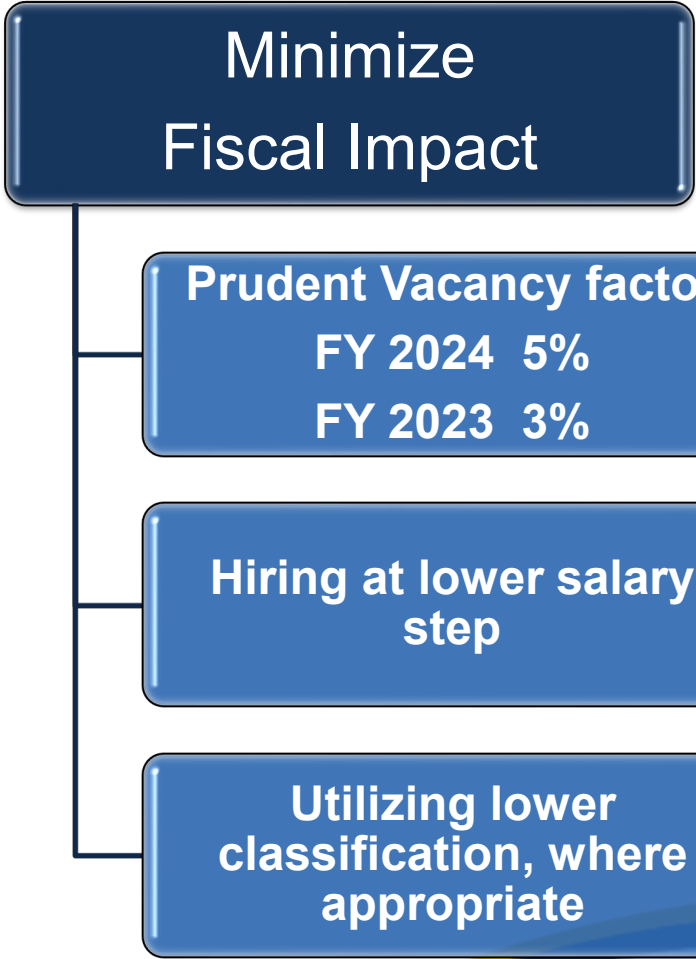 Minimize
Fiscal Impact
Prudent Vacancy facto
FY 2024 5%
FY 2023 3%
Hiring at lower salary
step
Utilizing lower
classification, where
appropriate